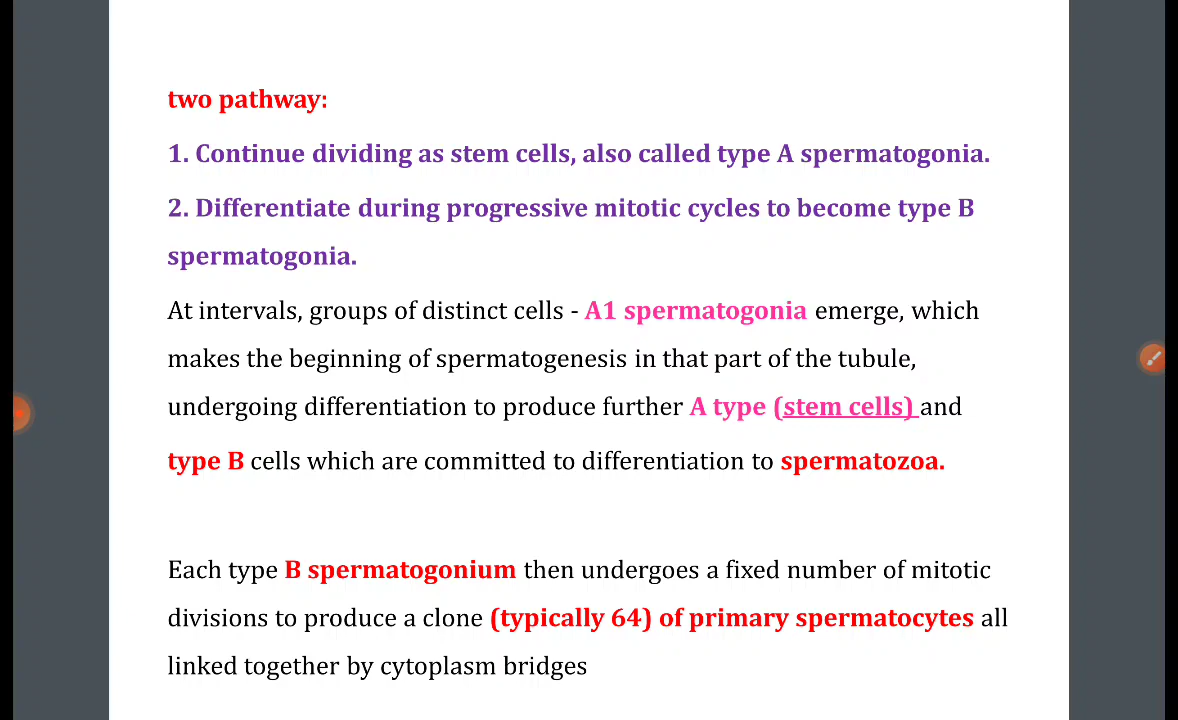 two pathway:
1. Continue dividing as stem cells, also called type A spermatogonia.
2. Differentiate during progressive mitotic cycles to become type B
spermatogonia.
At intervals, groups of distinct cells - A1 spermatogonia emerge, which
makes the beginning of spermatogenesis in that part of the tubule,
undergoing differentiation to produce further A type (stem cells) and
type B cells which are committed to differentiation to spermatozoa.
Each type B spermatogonium then undergoes a fixed number of mitotic
divisions to produce a clone (typically 64) of primary spermatocytes all
linked together by cytoplasm bridges